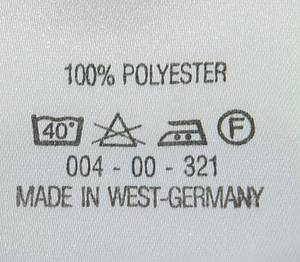 100% POLYESTER
40° F
004 - 00 - 321
MADE IN WEST-GERMANY